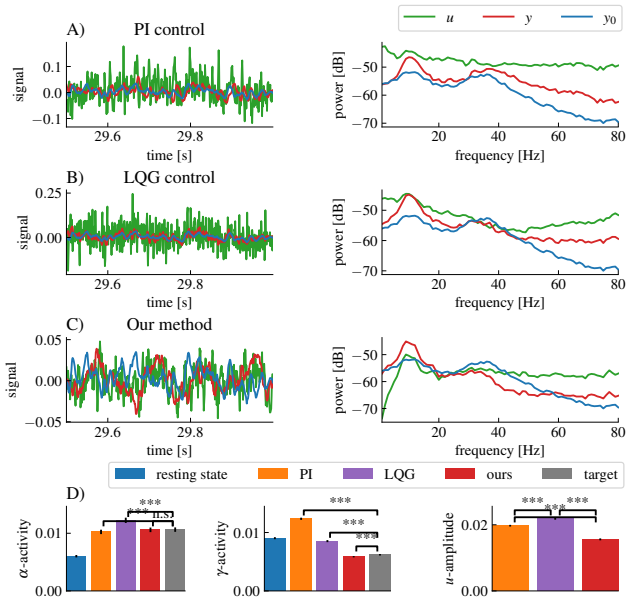 u y y₀
A) PI control
signal
0.1
0.0
−0.1
29.6 29.8
time [s]
power [dB]
−50
−60
−70
20 40 60 80
frequency [Hz]
B) LQG control
signal
0.25
0.00
29.6 29.8
time [s]
power [dB]
−50
−60
−70
20 40 60 80
frequency [Hz]
C) Our method
signal
0.05
0.00
−0.05
29.6 29.8
time [s]
power [dB]
−50
−60
−70
20 40 60 80
frequency [Hz]
resting state PI LQG ours target
D)
α-activity
0.01
0.00
***
*** n.s.
γ-activity
0.01
0.00
***
***
***
u-amplitude
0.02
0.00
*** ***
***